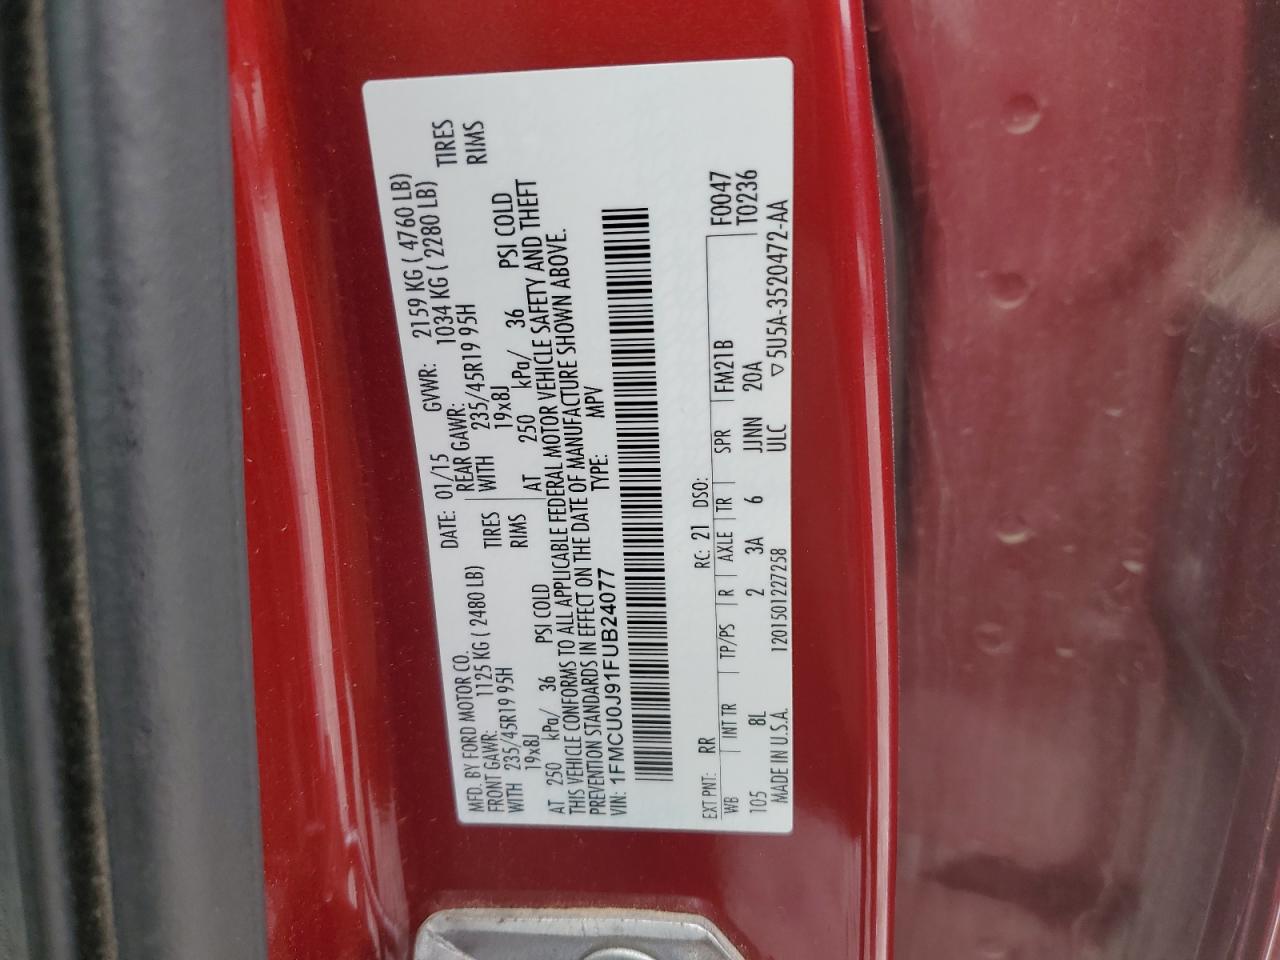 MFD. BY FORD MOTOR CO.
DATE: 01/15 GVWR: 2159 KG ( 4760 LB)
FRONT GAWR: 1125 KG ( 2480 LB) REAR GAWR: 1034 KG ( 2280 LB)
WITH 235/45R19 95H TIRES WITH 235/45R19 95H TIRES
19x8J RIMS 19x8J RIMS
AT 250 kPa/ 36 PSI COLD AT 250 kPa/ 36 PSI COLD
THIS VEHICLE CONFORMS TO ALL APPLICABLE FEDERAL MOTOR VEHICLE SAFETY AND THEFT
PREVENTION STANDARDS IN EFFECT ON THE DATE OF MANUFACTURE SHOWN ABOVE.
VIN: 1FMCU0J91FUB24077 TYPE: MPV
EXT PNT: RR RC: 21 DSO: F0047
WB INT TR TP/PS R AXLE TR SPR FM21B T0236
105 8L 2 3A 6 JJNN 20A
MADE IN U.S.A. 1201501227258 ULC ▽ 5U5A-3520472-AA